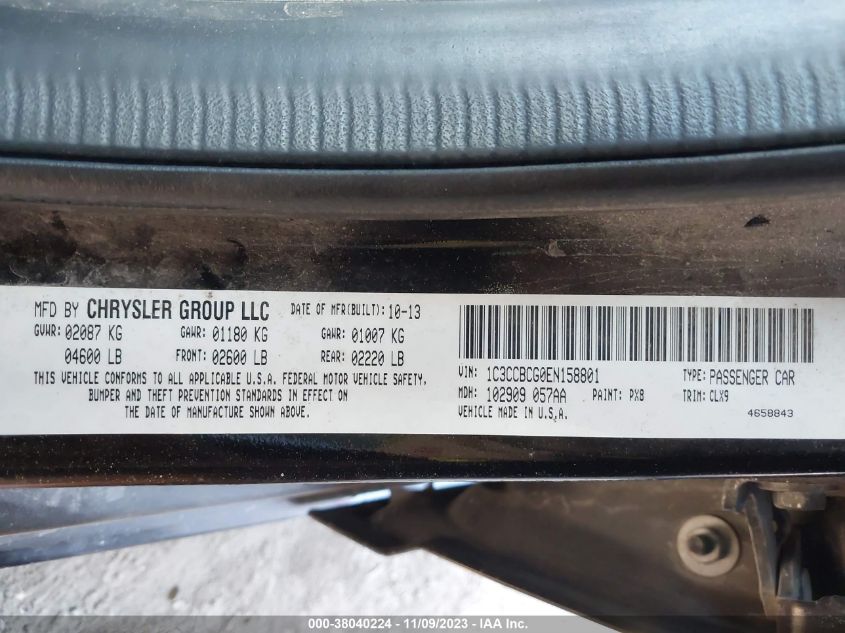 MFD BY CHRYSLER GROUP LLC DATE OF MFR(BUILT): 10-13
GVWR: 02087 KG GAWR: 01180 KG GAWR: 01007 KG
04600 LB FRONT: 02600 LB REAR: 02220 LB
THIS VEHICLE CONFORMS TO ALL APPLICABLE U.S.A. FEDERAL MOTOR VEHICLE SAFETY,
BUMPER AND THEFT PREVENTION STANDARDS IN EFFECT ON
THE DATE OF MANUFACTURE SHOWN ABOVE.
VIN: 1C3CCBCG0EN158801 TYPE: PASSENGER CAR
MDH: 102909 057AA PAINT: PX8 TRIM: CLX9
VEHICLE MADE IN U.S.A. 4658843
000-38040224 - 11/09/2023 - IAA Inc.